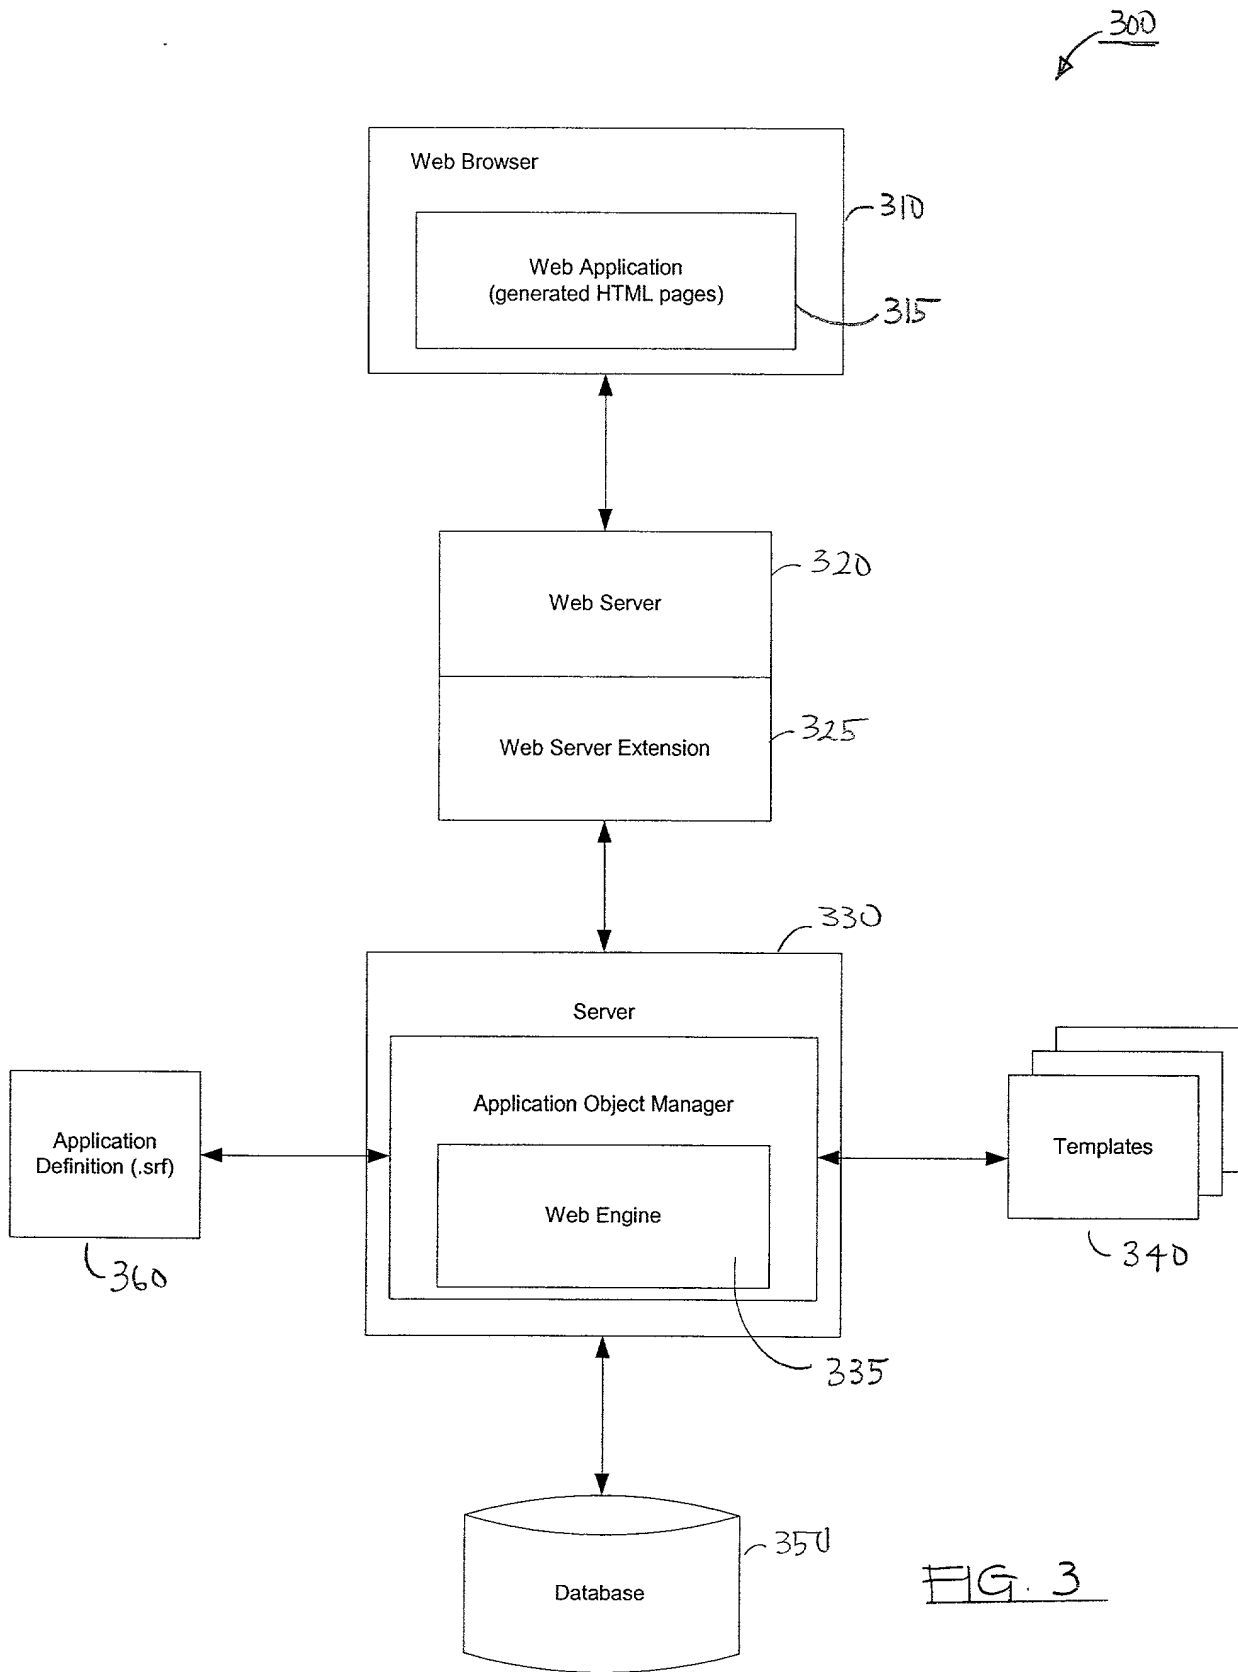 300
Web Browser
310
Web Application
(generated HTML pages)
315
320
Web Server
325
Web Server Extension
330
Server
Application Object Manager
Application
Definition (.srf)
Templates
Web Engine
360
340
335
350
Database
FIG. 3